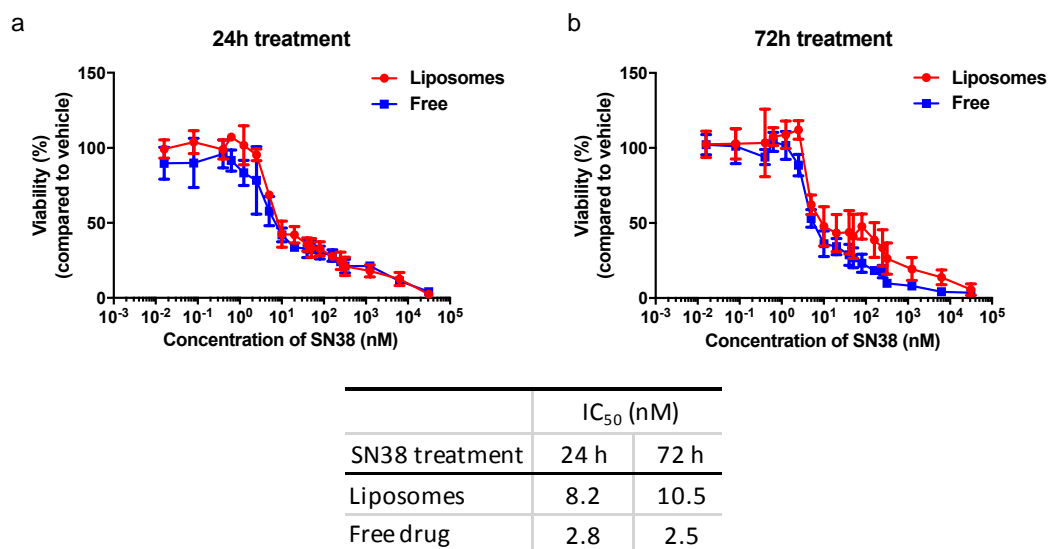 a
24h treatment
Liposomes
Free
Viability (%)
(compared to vehicle)
150
100
50
0
10⁻³ 10⁻² 10⁻¹ 10⁰ 10¹ 10² 10³ 10⁴ 10⁵
Concentration of SN38 (nM)
b
72h treatment
Liposomes
Free
Viability (%)
(compared to vehicle)
150
100
50
0
10⁻³ 10⁻² 10⁻¹ 10⁰ 10¹ 10² 10³ 10⁴ 10⁵
Concentration of SN38 (nM)
IC₅₀ (nM)
SN38 treatment 24 h 72 h
Liposomes 8.2 10.5
Free drug 2.8 2.5